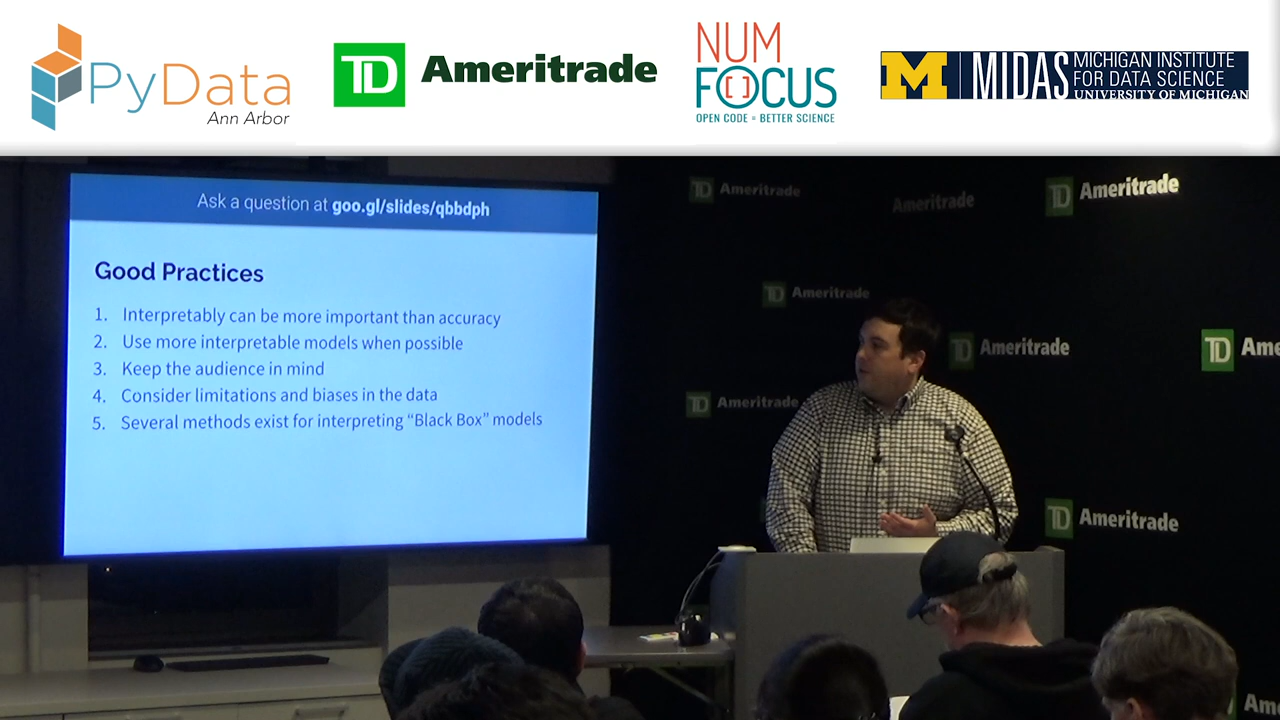 PyData
Ann Arbor
TD Ameritrade
NUM
FOCUS
OPEN CODE = BETTER SCIENCE
M MIDAS
MICHIGAN INSTITUTE
FOR DATA SCIENCE
UNIVERSITY OF MICHIGAN
Ask a question at goo.gl/slides/qbbdph
Good Practices
1. Interpretably can be more important than accuracy
2. Use more interpretable models when possible
3. Keep the audience in mind
4. Consider limitations and biases in the data
5. Several methods exist for interpreting “Black Box” models
TD Ameritrade
Ameritrade
TD Ameritrade
TD Ameritrade
TD Ameritrade
TD Ame
TD Ameritrade
TD Ameritrade
Am